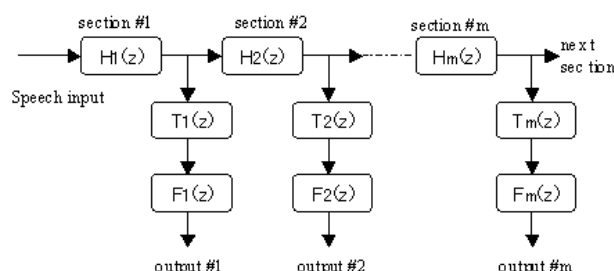 section #1 section #2 section #m
H1(z) H2(z) Hm(z) next
section
Speech input
T1(z) T2(z) Tm(z)
F1(z) F2(z) Fm(z)
output #1 output #2 output #m